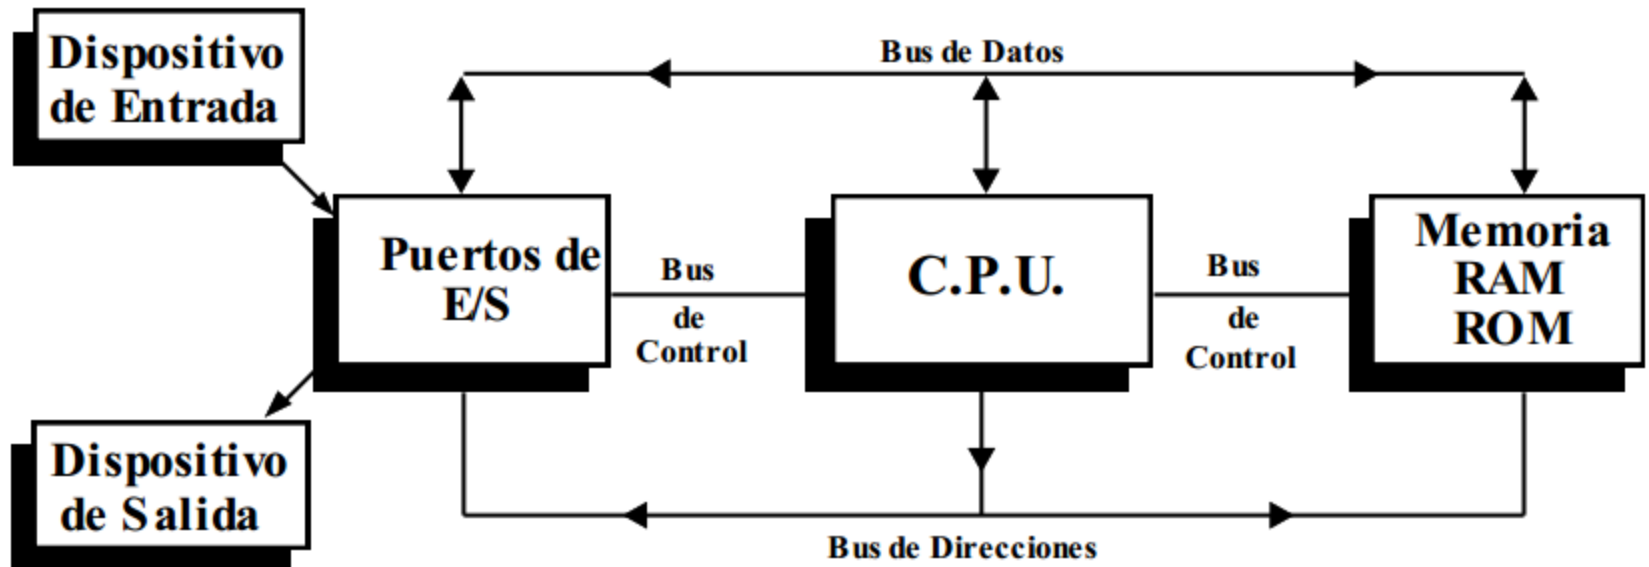 Dispositivo
de Entrada
Bus de Datos
Puertos de
E/S
Bus
de
Control
C.P.U.
Bus
de
Control
Memoria
RAM
ROM
Dispositivo
de Salida
Bus de Direcciones